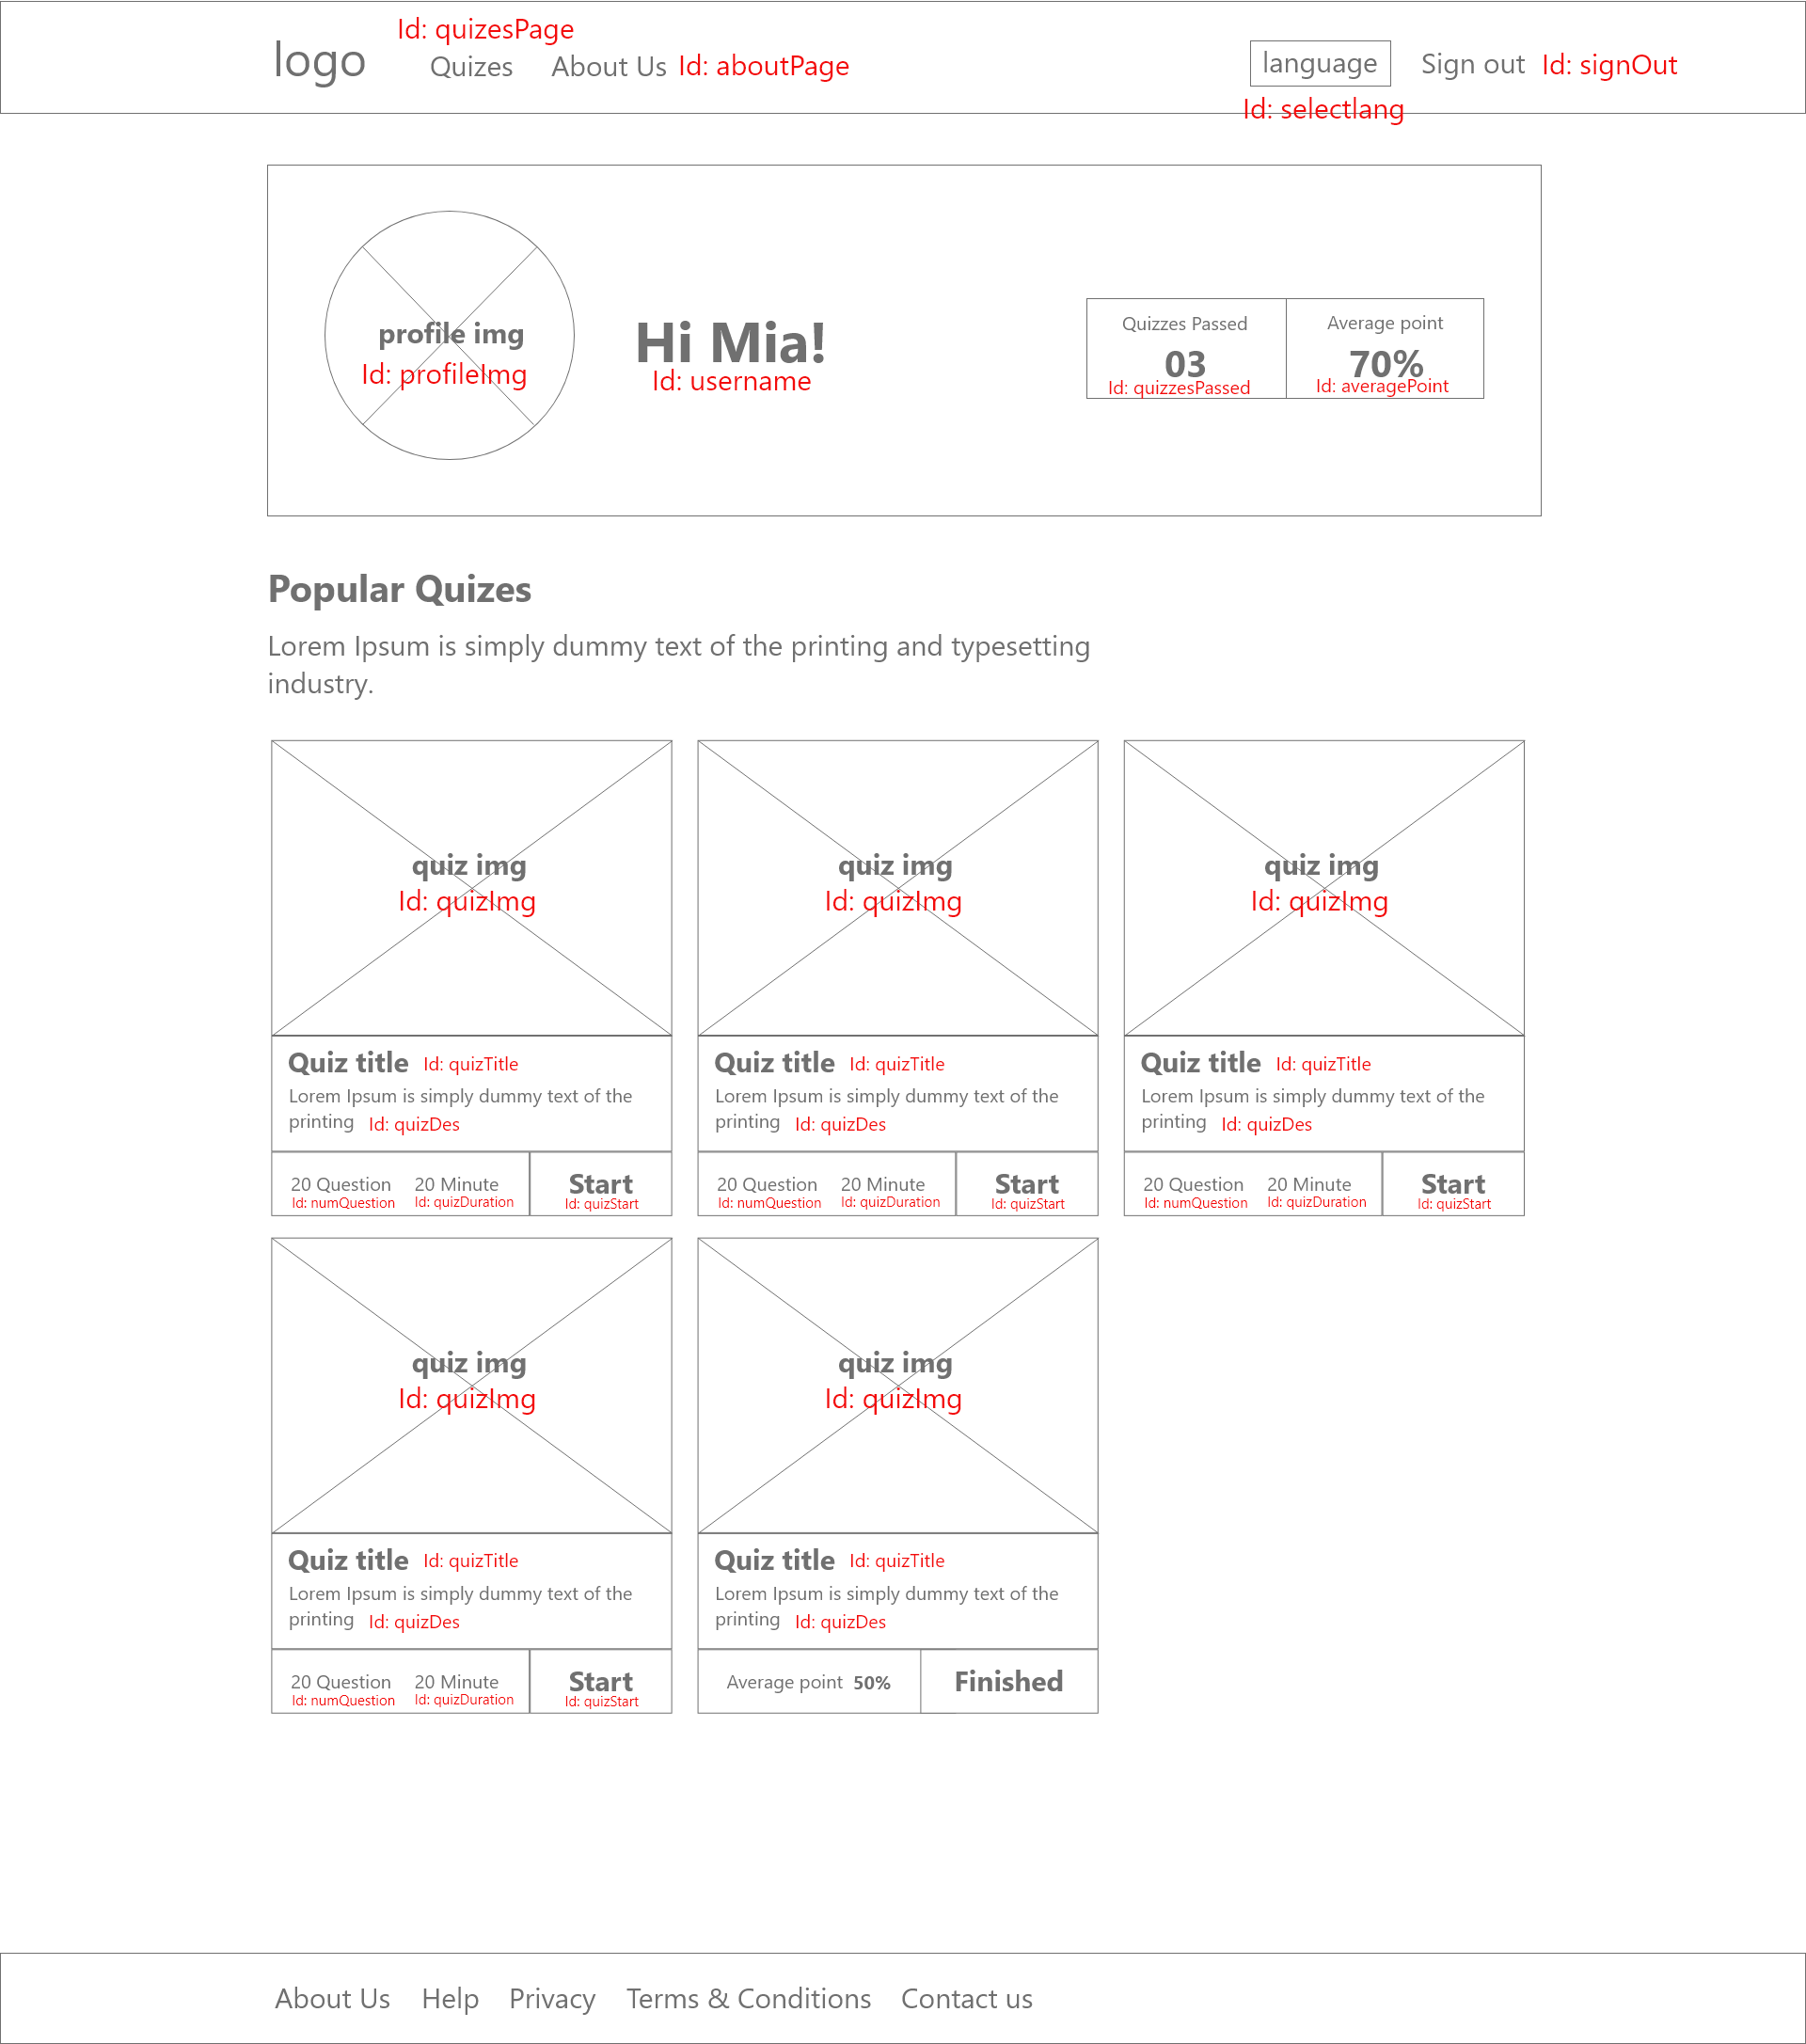 Id: quizesPage
logo
Quizes About Us Id: aboutPage
language Sign out Id: signOut
Id: selectlang
profile img
Id: profileImg
Hi Mia!
Id: username
Quizzes Passed
03
Id: quizzesPassed
Average point
70%
Id: averagePoint
Popular Quizes
Lorem Ipsum is simply dummy text of the printing and typesetting
industry.
quiz img
Id: quizImg
Quiz title Id: quizTitle
Lorem Ipsum is simply dummy text of the
printing Id: quizDes
20 Question 20 Minute Start
Id: numQuestion Id: quizDuration Id: quizStart
quiz img
Id: quizImg
Quiz title Id: quizTitle
Lorem Ipsum is simply dummy text of the
printing Id: quizDes
20 Question 20 Minute Start
Id: numQuestion Id: quizDuration Id: quizStart
quiz img
Id: quizImg
Quiz title Id: quizTitle
Lorem Ipsum is simply dummy text of the
printing Id: quizDes
20 Question 20 Minute Start
Id: numQuestion Id: quizDuration Id: quizStart
quiz img
Id: quizImg
Quiz title Id: quizTitle
Lorem Ipsum is simply dummy text of the
printing Id: quizDes
20 Question 20 Minute Start
Id: numQuestion Id: quizDuration Id: quizStart
quiz img
Id: quizImg
Quiz title Id: quizTitle
Lorem Ipsum is simply dummy text of the
printing Id: quizDes
Average point 50% Finished
About Us Help Privacy Terms & Conditions Contact us